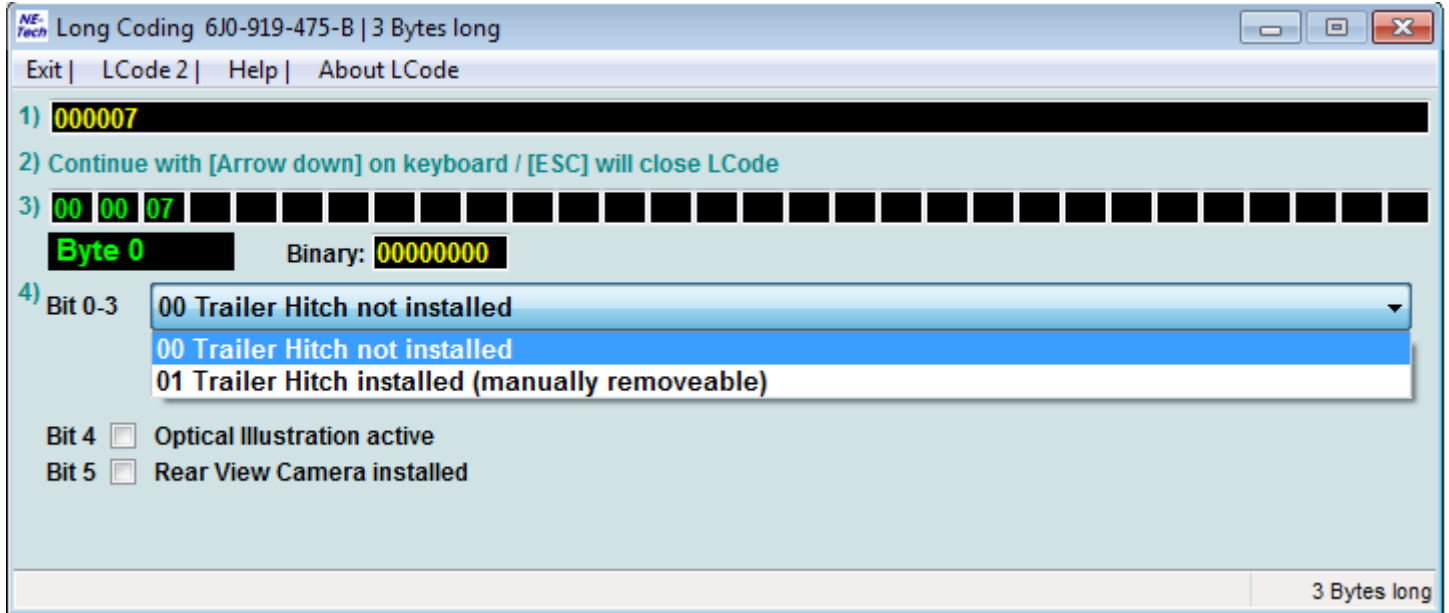 NE-Tech Long Coding 6J0-919-475-B | 3 Bytes long
Exit | LCode 2 | Help | About LCode
1) 000007
2) Continue with [Arrow down] on keyboard / [ESC] will close LCode
3) 00 00 07
Byte 0 Binary: 00000000
4) Bit 0-3 00 Trailer Hitch not installed
00 Trailer Hitch not installed
01 Trailer Hitch installed (manually removeable)
Bit 4 Optical Illustration active
Bit 5 Rear View Camera installed
3 Bytes long